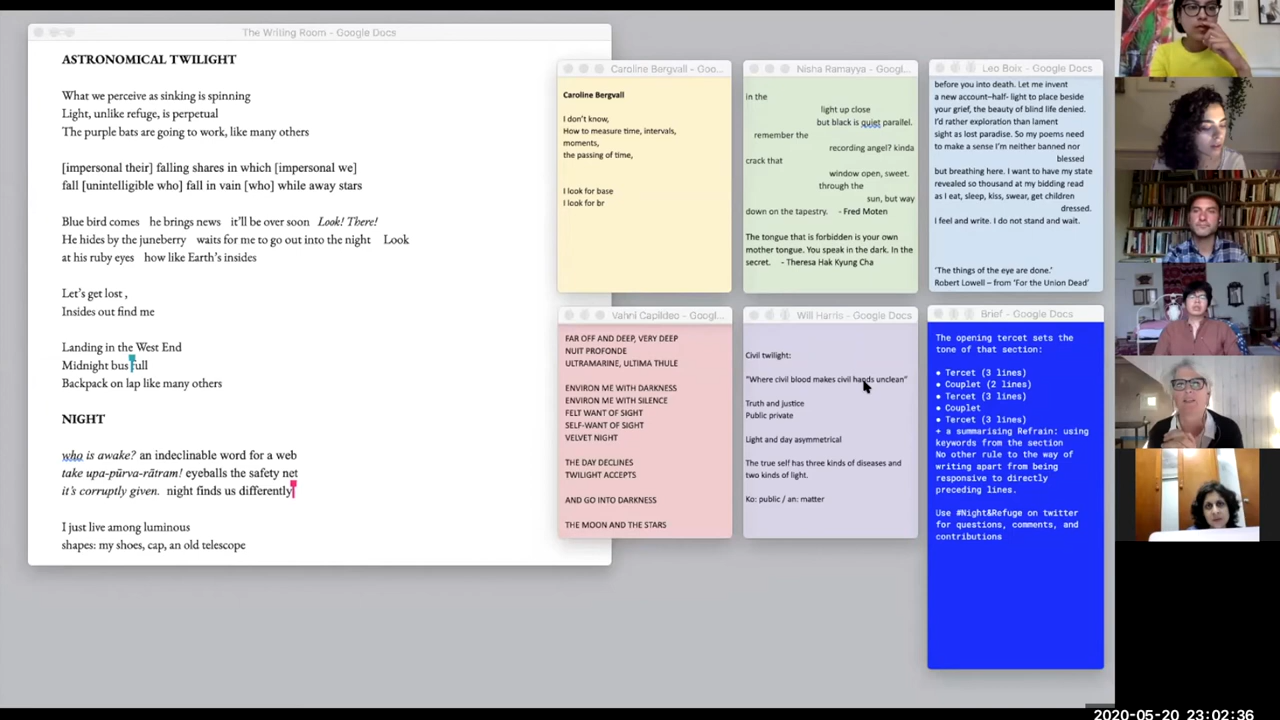 The Writing Room - Google Docs
ASTRONOMICAL TWILIGHT
What we perceive as sinking is spinning
Light, unlike refuge, is perpetual
The purple bats are going to work, like many others
[impersonal their] falling shares in which [impersonal we]
fall [unintelligible who] fall in vain [who] while away stars
Blue bird comes he brings news it'll be over soon Look! There!
He hides by the juneberry waits for me to go out into the night Look
at his ruby eyes how like Earth's insides
Let's get lost ,
Insides out find me
Landing in the West End
Midnight bus full
Backpack on lap like many others
NIGHT
who is awake? an indeclinable word for a web
take upa-pūrva-rātram! eyeballs the safety net
it's corruptly given. night finds us differently
I just live among luminous
shapes: my shoes, cap, an old telescope
Caroline Bergvall - Goo...
Caroline Bergvall
I don't know,
How to measure time, intervals,
moments,
the passing of time,
I look for base
I look for br
Nisha Ramayya - Googl...
in the
light up close
but black is quiet parallel.
remember the
recording angel? kinda
crack that
window open, sweet.
through the
sun, but way
down on the tapestry. - Fred Moten
The tongue that is forbidden is your own
mother tongue. You speak in the dark. In the
secret. - Theresa Hak Kyung Cha
Leo Boix - Google Docs
before you into death. Let me invent
a new account–half- light to place beside
your grief, the beauty of blind life denied.
I'd rather exploration than lament
sight as lost paradise. So my poems need
to make a sense I'm neither banned nor
blessed
but breathing here. I want to have my state
revealed so thousand at my bidding read
as I eat, sleep, kiss, swear, get children
dressed.
I feel and write. I do not stand and wait.
'The things of the eye are done.'
Robert Lowell – from 'For the Union Dead'
Vahni Capildeo - Googl...
FAR OFF AND DEEP, VERY DEEP
NUIT PROFONDE
ULTRAMARINE, ULTIMA THULE
ENVIRON ME WITH DARKNESS
ENVIRON ME WITH SILENCE
FELT WANT OF SIGHT
SELF-WANT OF SIGHT
VELVET NIGHT
THE DAY DECLINES
TWILIGHT ACCEPTS
AND GO INTO DARKNESS
THE MOON AND THE STARS
Will Harris - Google Docs
Civil twilight:
"Where civil blood makes civil hands unclean"
Truth and justice
Public private
Light and day asymmetrical
The true self has three kinds of diseases and
two kinds of light.
Ko: public / an: matter
Brief - Google Docs
The opening tercet sets the
tone of that section:
● Tercet (3 lines)
● Couplet (2 lines)
● Tercet (3 lines)
● Couplet
● Tercet (3 lines)
+ a summarising Refrain: using
keywords from the section
No other rule to the way of
writing apart from being
responsive to directly
preceding lines.
Use #Night&Refuge on twitter
for questions, comments, and
contributions
2020-05-20 23:02:36